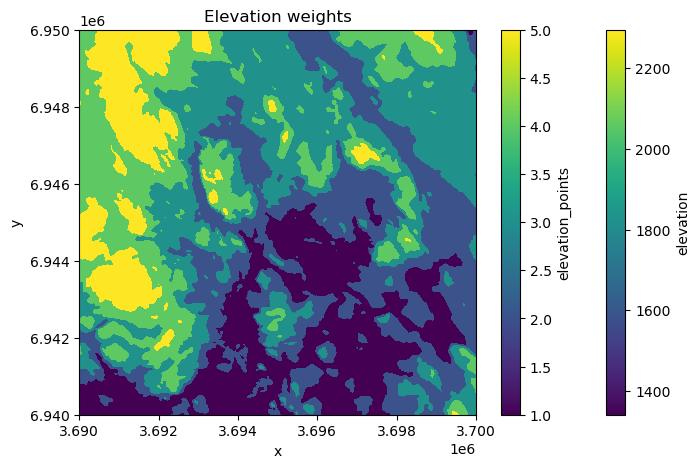 Elevation weights
1e6
6.950
6.948
6.946
6.944
6.942
6.940
y
3.690 3.692 3.694 3.696 3.698 3.700
1e6
x
5.0
4.5
4.0
3.5
3.0
2.5
2.0
1.5
1.0
elevation_points
2200
2000
1800
1600
1400
elevation